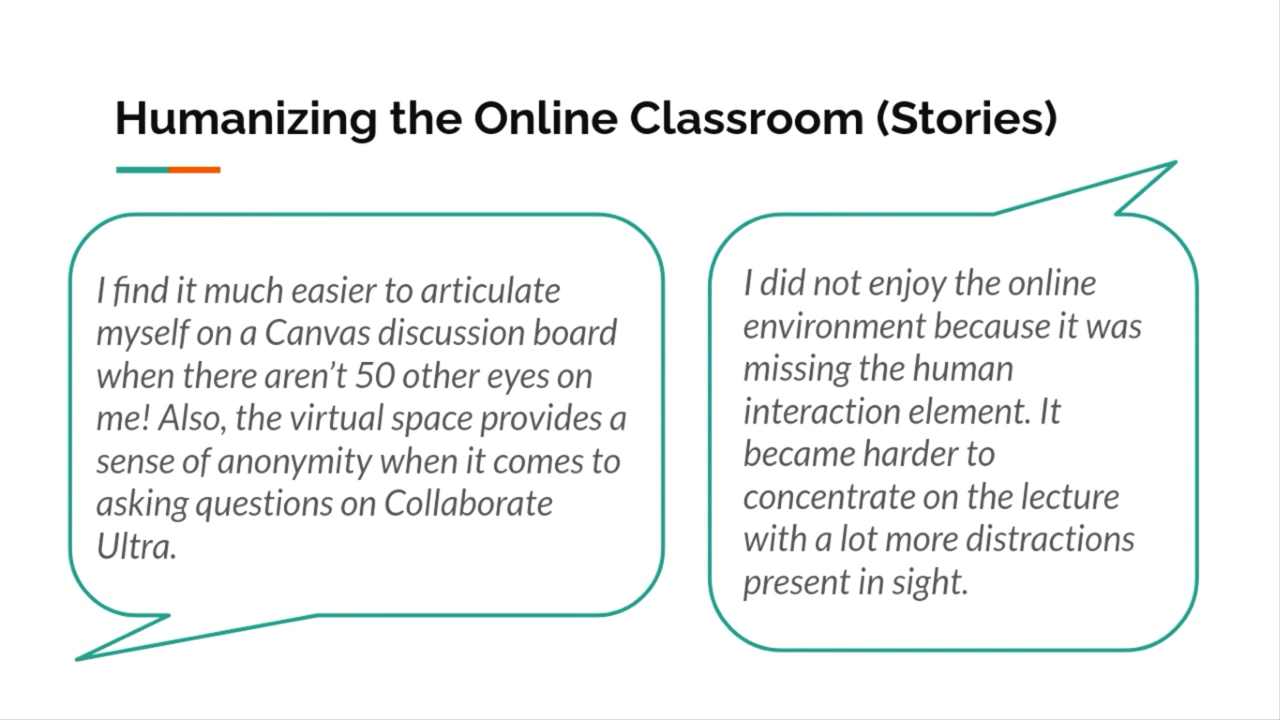 Humanizing the Online Classroom (Stories)
I find it much easier to articulate
myself on a Canvas discussion board
when there aren’t 50 other eyes on
me! Also, the virtual space provides a
sense of anonymity when it comes to
asking questions on Collaborate
Ultra.
I did not enjoy the online
environment because it was
missing the human
interaction element. It
became harder to
concentrate on the lecture
with a lot more distractions
present in sight.